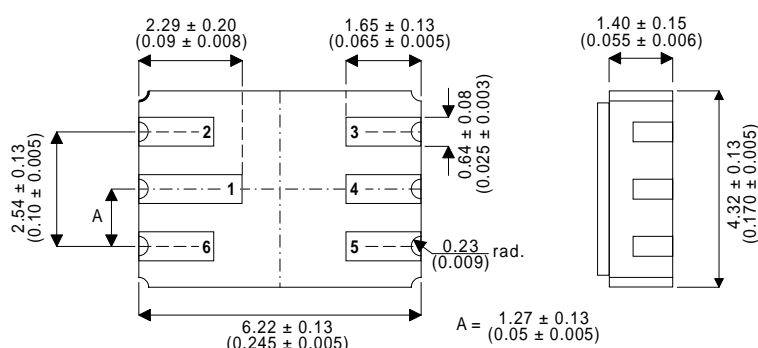 2.29 ± 0.20
(0.09 ± 0.008)
1.65 ± 0.13
(0.065 ± 0.005)
1.40 ± 0.15
(0.055 ± 0.006)
2
3
0.64 ± 0.08
(0.025 ± 0.003)
2.54 ± 0.13
(0.10 ± 0.005)
A
1
4
4.32 ± 0.13
(0.170 ± 0.005)
6
5
0.23
(0.009)
rad.
6.22 ± 0.13
(0.245 ± 0.005)
A = 1.27 ± 0.13
(0.05 ± 0.005)